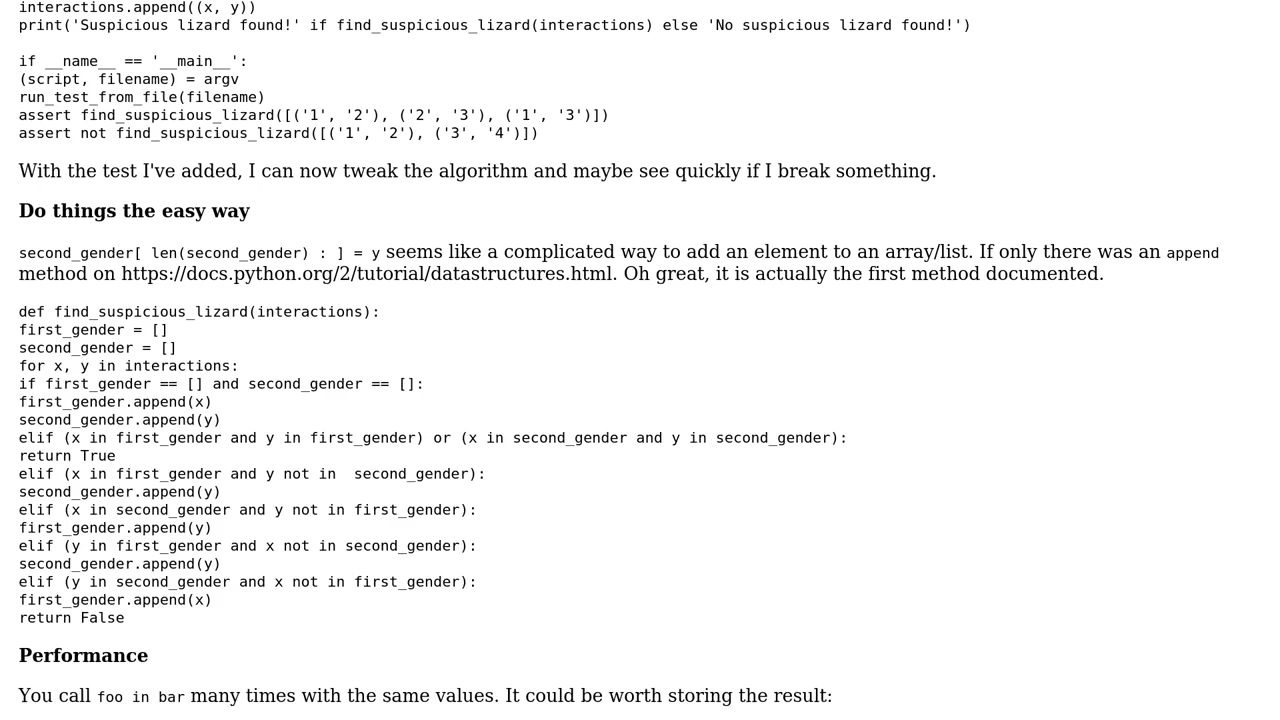 interactions.append((x, y))
print('Suspicious lizard found!' if find_suspicious_lizard(interactions) else 'No suspicious lizard found!')
if __name__ == '__main__':
(script, filename) = argv
run_test_from_file(filename)
assert find_suspicious_lizard([('1', '2'), ('2', '3'), ('1', '3')])
assert not find_suspicious_lizard([('1', '2'), ('3', '4')])
With the test I've added, I can now tweak the algorithm and maybe see quickly if I break something.
Do things the easy way
second_gender[ len(second_gender) : ] = y seems like a complicated way to add an element to an array/list. If only there was an append
method on https://docs.python.org/2/tutorial/datastructures.html. Oh great, it is actually the first method documented.
def find_suspicious_lizard(interactions):
first_gender = []
second_gender = []
for x, y in interactions:
if first_gender == [] and second_gender == []:
first_gender.append(x)
second_gender.append(y)
elif (x in first_gender and y in first_gender) or (x in second_gender and y in second_gender):
return True
elif (x in first_gender and y not in  second_gender):
second_gender.append(y)
elif (x in second_gender and y not in first_gender):
first_gender.append(y)
elif (y in first_gender and x not in second_gender):
second_gender.append(y)
elif (y in second_gender and x not in first_gender):
first_gender.append(x)
return False
Performance
You call foo in bar many times with the same values. It could be worth storing the result: